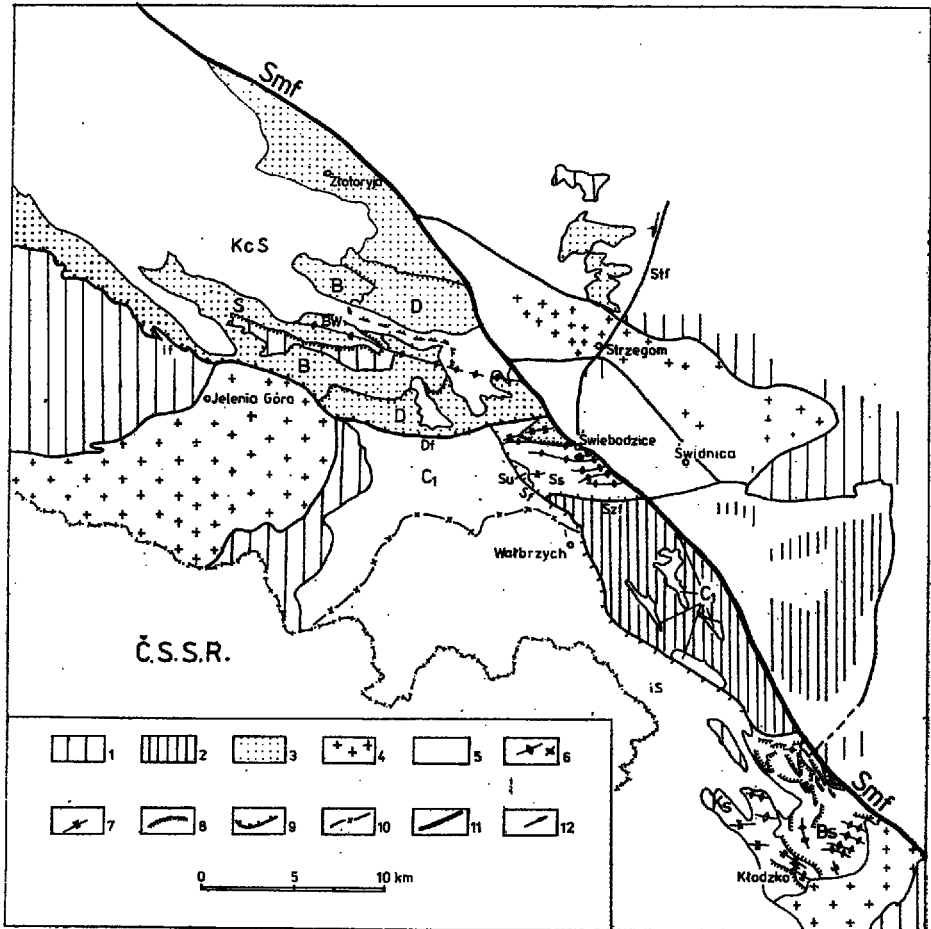 Smf
Złotoryja
KcS
Stf
B
D
S
BW
Strzegom
if
B
Jelenia Góra
D
Świebodzice
Df
Świdnica
C1
Su
Sf
Ss
Szf
Wałbrzych
C1
Č.S.S.R.
iS
1
2
3
4
5
6
Smf
Ks
7
8
9
10
11
12
Bs
Kłodzko
0 5 10 km